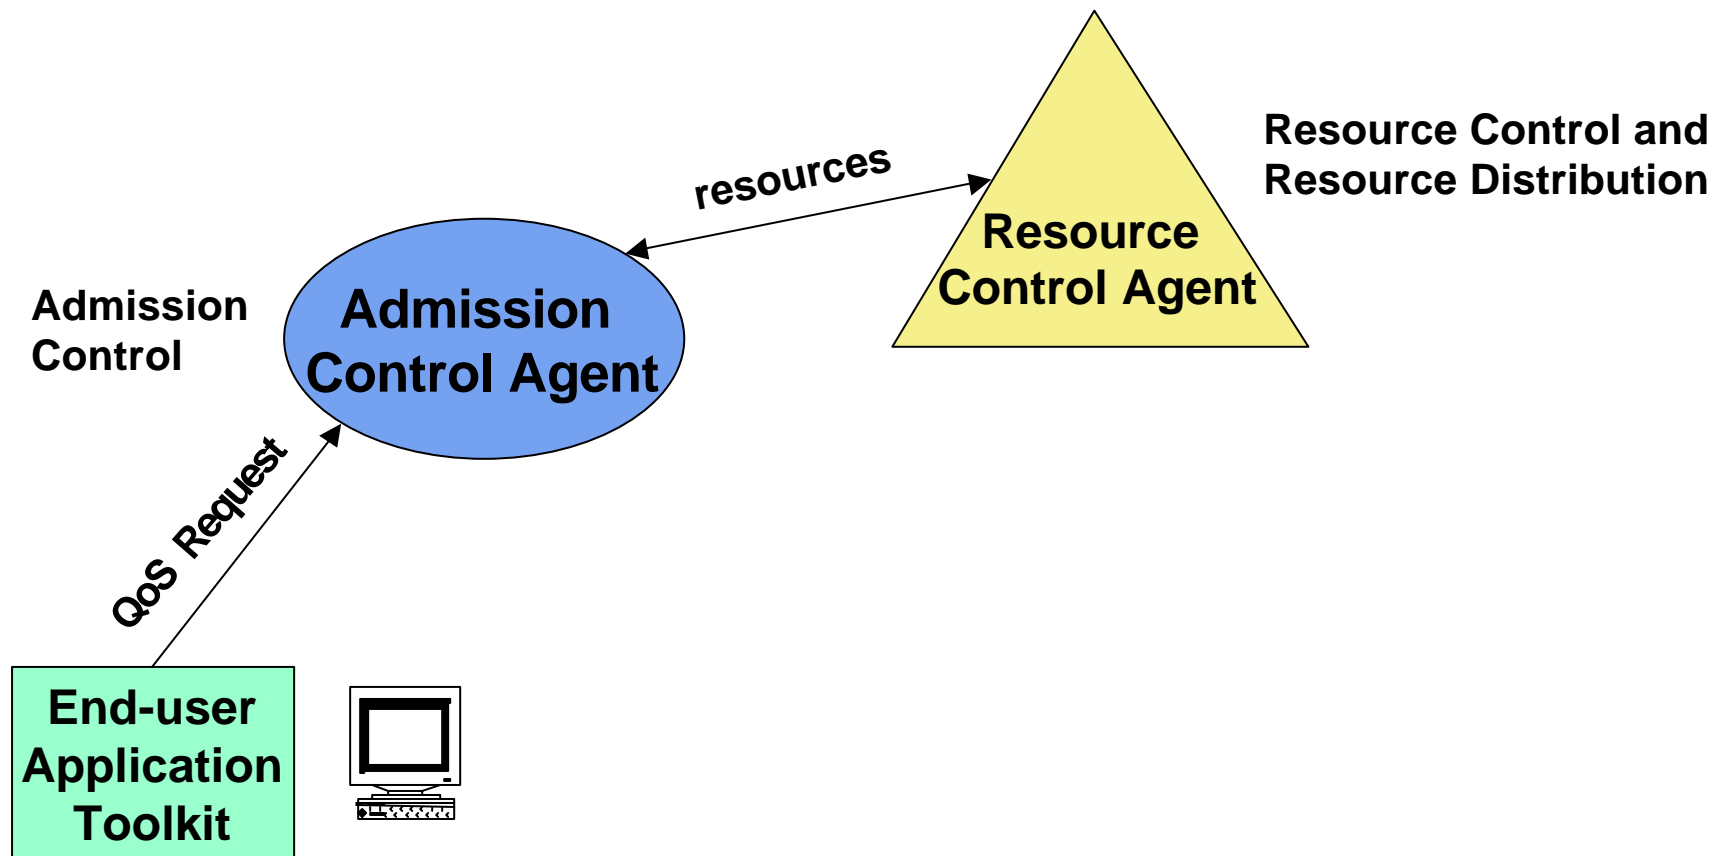 Resource Control and
Resource Distribution
resources
Resource
Control Agent
Admission
Control
Admission
Control Agent
QoS Request
End-user
Application
Toolkit